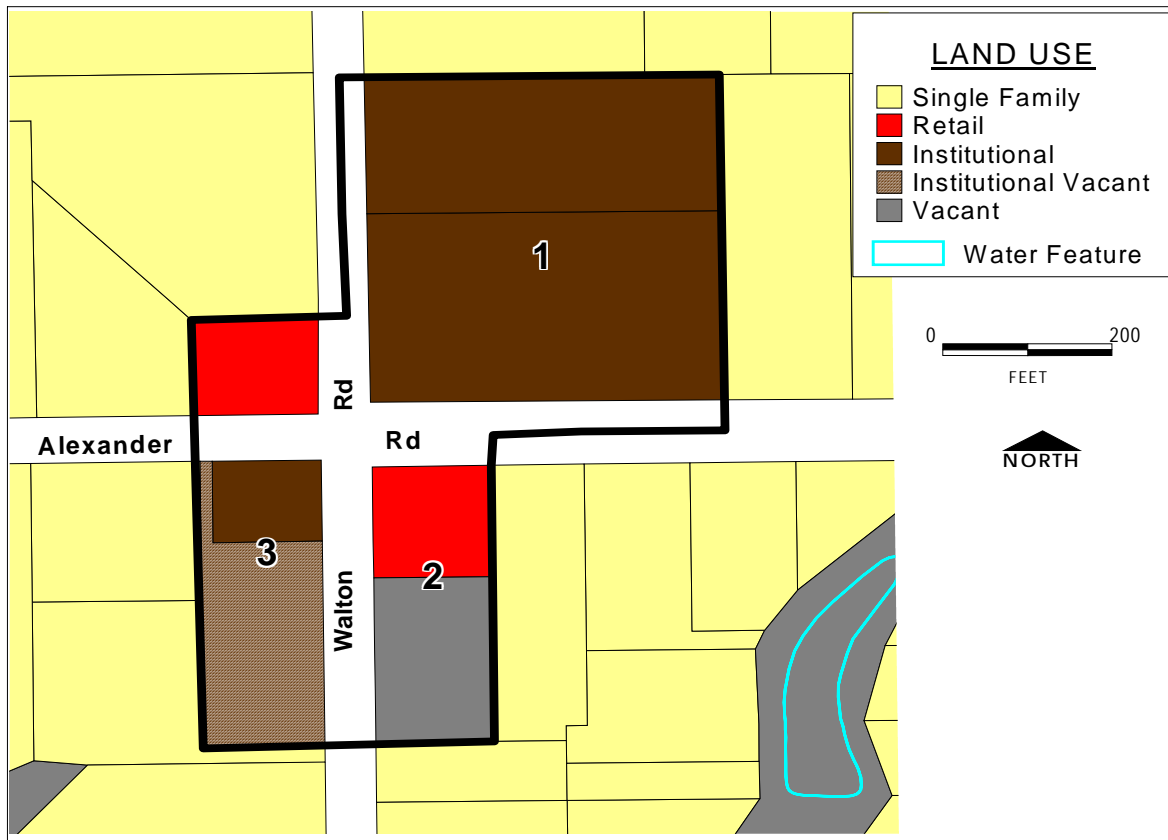 LAND USE
Single Family
Retail
Institutional
Institutional Vacant
Vacant
Water Feature
1
0 200
FEET
Rd
Alexander Rd
NORTH
3
2
Walton